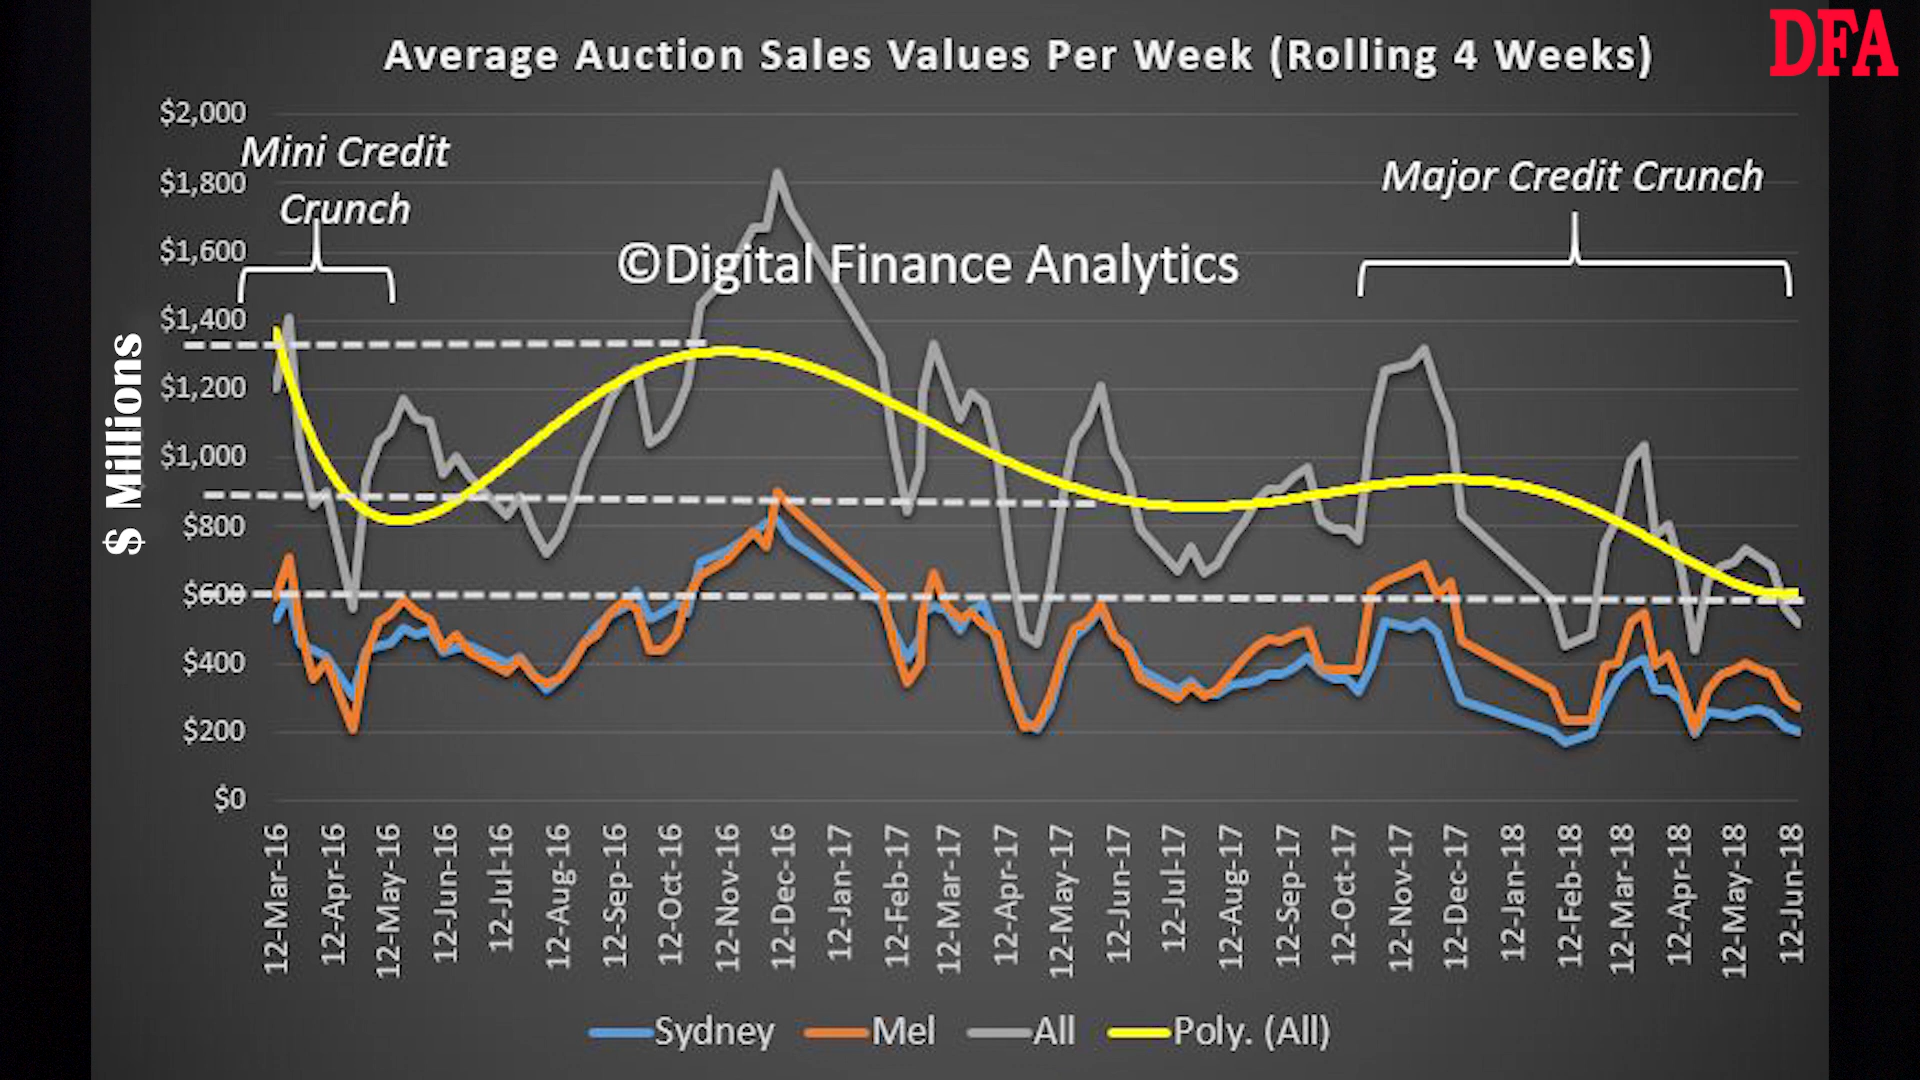 DFA
Average Auction Sales Values Per Week (Rolling 4 Weeks)
$2,000
Mini Credit
Crunch
$1,800
Major Credit Crunch
$1,600
©Digital Finance Analytics
$1,400
$1,200
$1,000
$800
$600
$400
$200
$0
$ Millions
12-Mar-16
12-Apr-16
12-May-16
12-Jun-16
12-Jul-16
12-Aug-16
12-Sep-16
12-Oct-16
12-Nov-16
12-Dec-16
12-Jan-17
12-Feb-17
12-Mar-17
12-Apr-17
12-May-17
12-Jun-17
12-Jul-17
12-Aug-17
12-Sep-17
12-Oct-17
12-Nov-17
12-Dec-17
12-Jan-18
12-Feb-18
12-Mar-18
12-Apr-18
12-May-18
12-Jun-18
Sydney
Mel
All
Poly. (All)